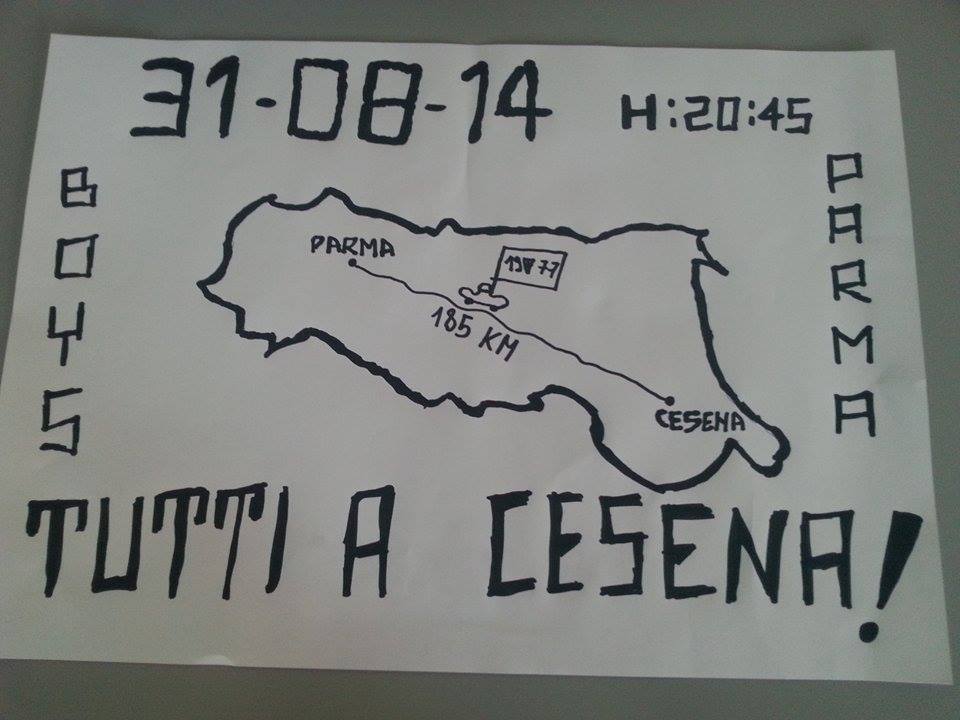 31-08-14 H:20:45
BOYS
PARMA
PARMA
1977
185 KM
CESENA
TUTTI A CESENA!